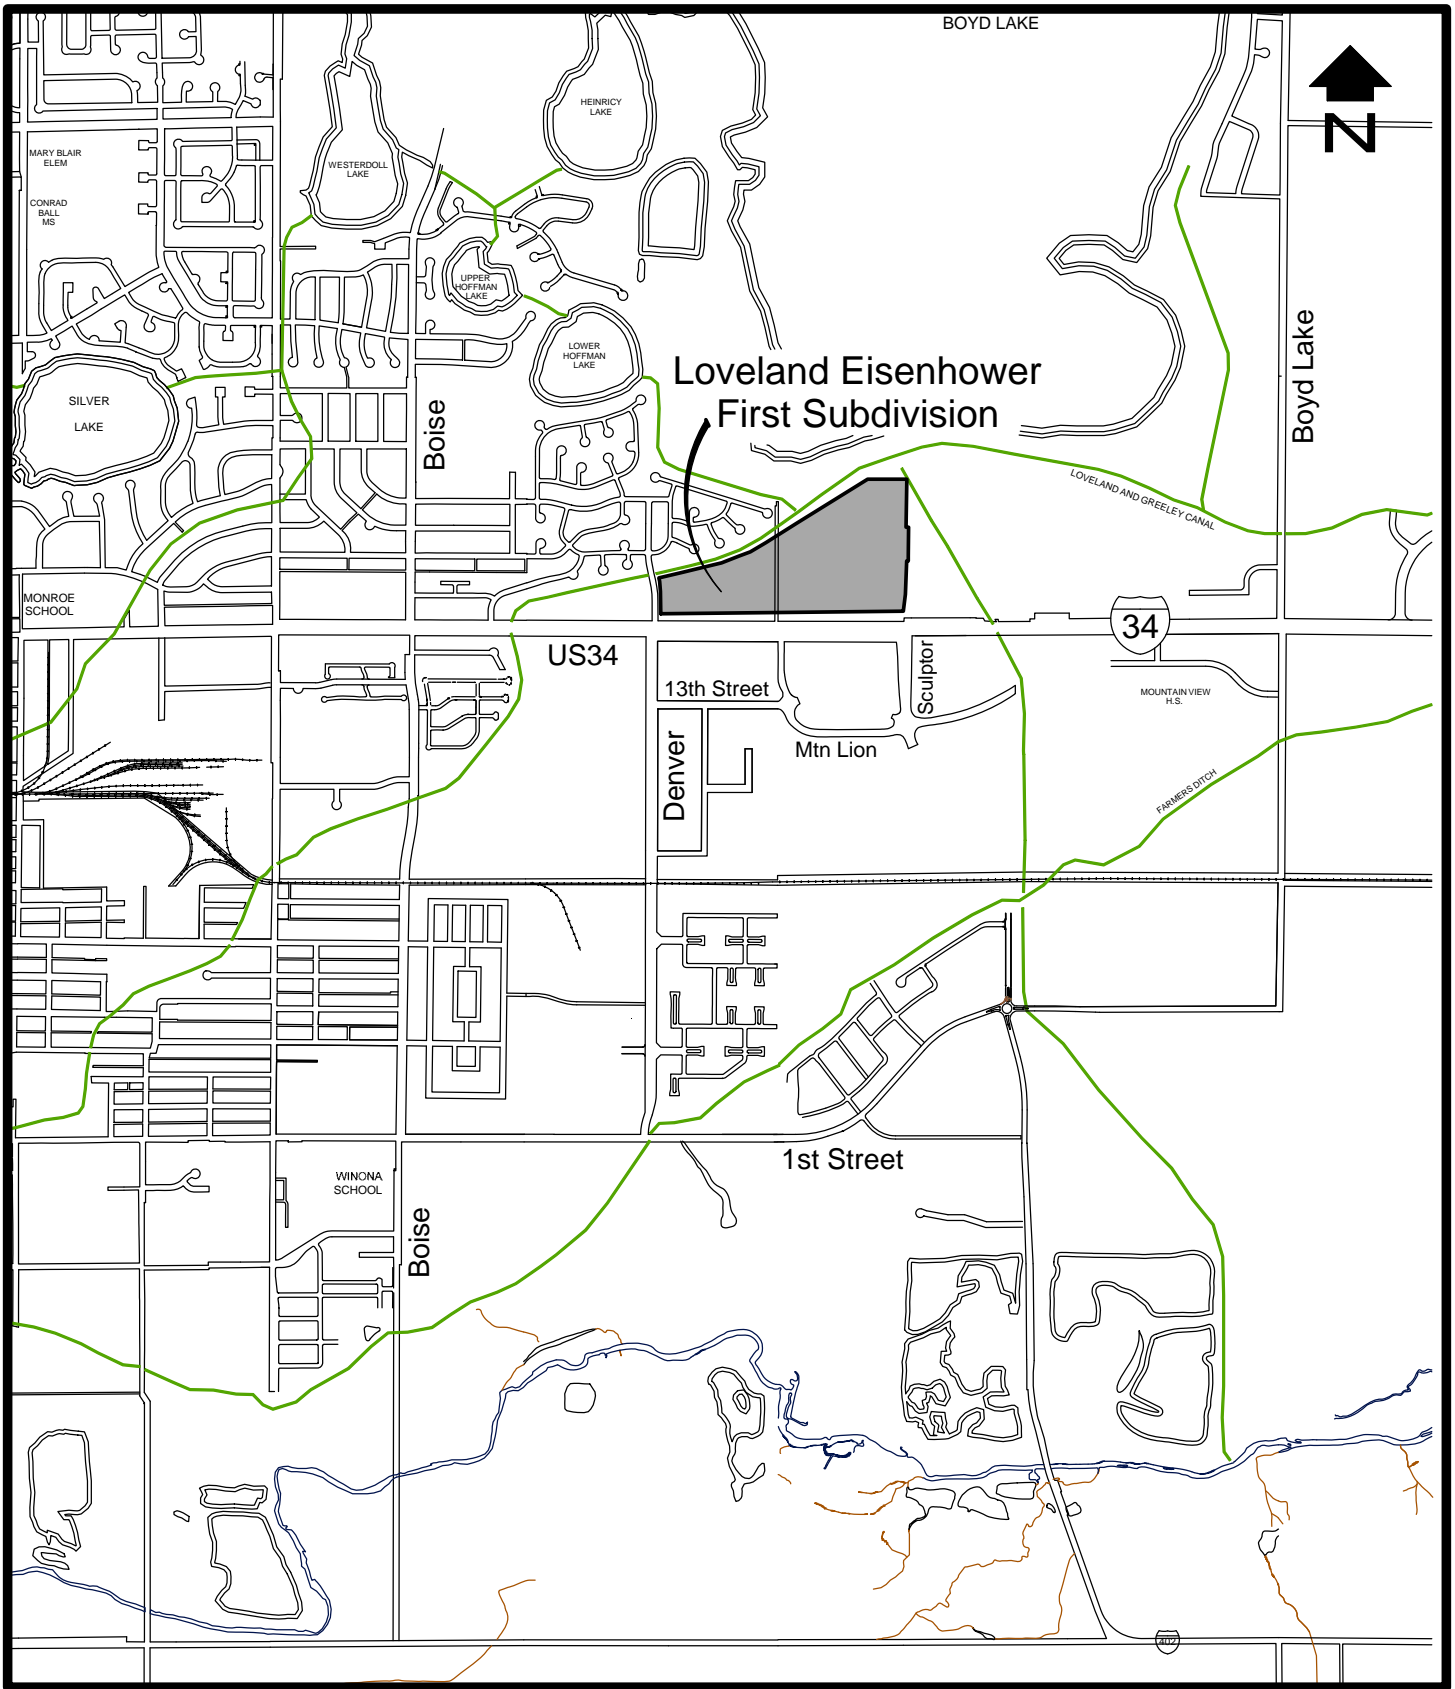 BOYD LAKE
N
HEINRICY
LAKE
MARY BLAIR
ELEM
WESTERDOLL
LAKE
CONRAD
BALL
MS
UPPER
HOFFMAN
LAKE
LOWER
HOFFMAN
LAKE
Boyd Lake
Loveland Eisenhower
First Subdivision
SILVER
LAKE
Boise
LOVELAND AND GREELEY CANAL
MONROE
SCHOOL
34
US34
Sculptor
13th Street
MOUNTAIN VIEW
H.S.
Mtn Lion
Denver
FARMERS DITCH
1st Street
WINONA
SCHOOL
Boise
402